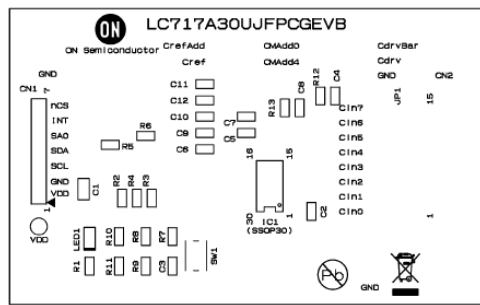 LC717A30UJFPCGEVB
ON
ON Semiconductor
CrefAdd
Cref
CMAdd0
CMAdd4
CdrvBar
Cdrv
GND
CN2
GND
CN1
7
nCS
INT
SA0
SDA
SCL
GND
VDD
1
VDD
C11
C12
C10
C9
C6
R6
R5
C7
C5
R13
C8
R12
C4
JP1
15
CIn7
CIn6
CIn5
CIn4
CIn3
CIn2
CIn1
CIn0
1
C1
R2
R4
R3
16
15
30
1
IC1
(SSOP30)
C2
LED1
R10
R8
R7
R1
R11
R9
C3
SW1
Pb
GND